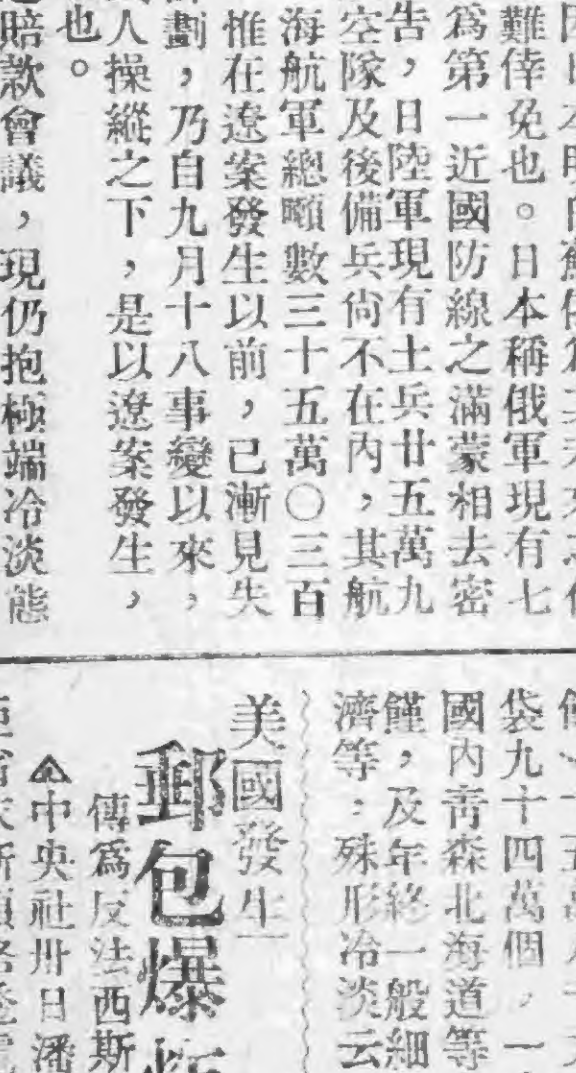 難倖免也。日本稱俄軍現有七
爲第一近國防線之滿蒙相去密
告，日陸軍現有士兵廿五萬九
空隊及後備兵尙不在內，其航
海航軍總噸數三十五萬〇三百
惟在遼案發生以前，已漸見失
劃，乃自九月十八事變以來，
人操縱之下，是以遼案發生，
也。
賠款會議，現仍抱極端冷淡態
袋九十四萬個，一
國內青森北海道等
僅，及年終一般細
濟等：殊形冷淡云
美國發生
郵包爆
傳爲反法西斯
中央社卅日潘